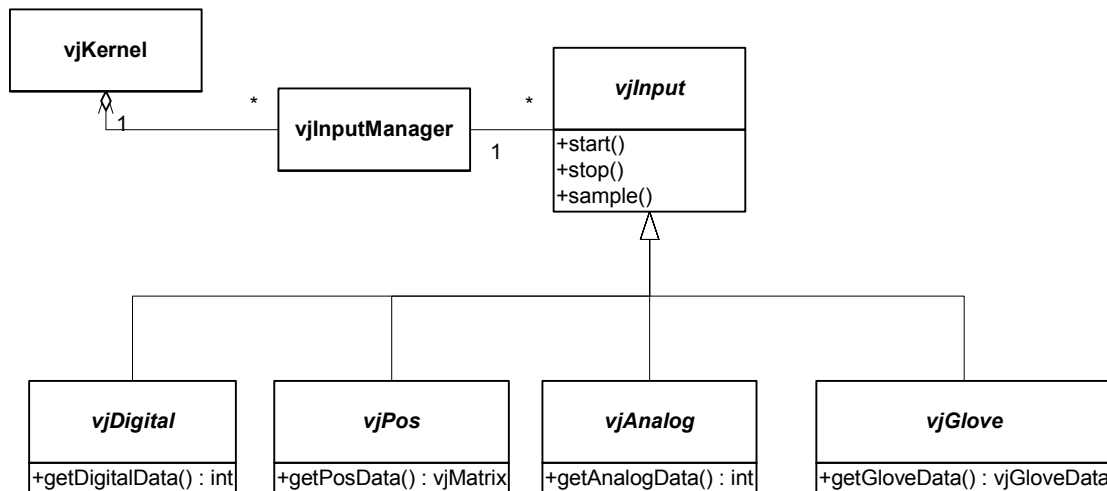 vjKernel
1
*
vjInputManager
1
*
vjInput
+start()
+stop()
+sample()
vjDigital
+getDigitalData() : int
vjPos
+getPosData() : vjMatrix
vjAnalog
+getAnalogData() : int
vjGlove
+getGloveData() : vjGloveData